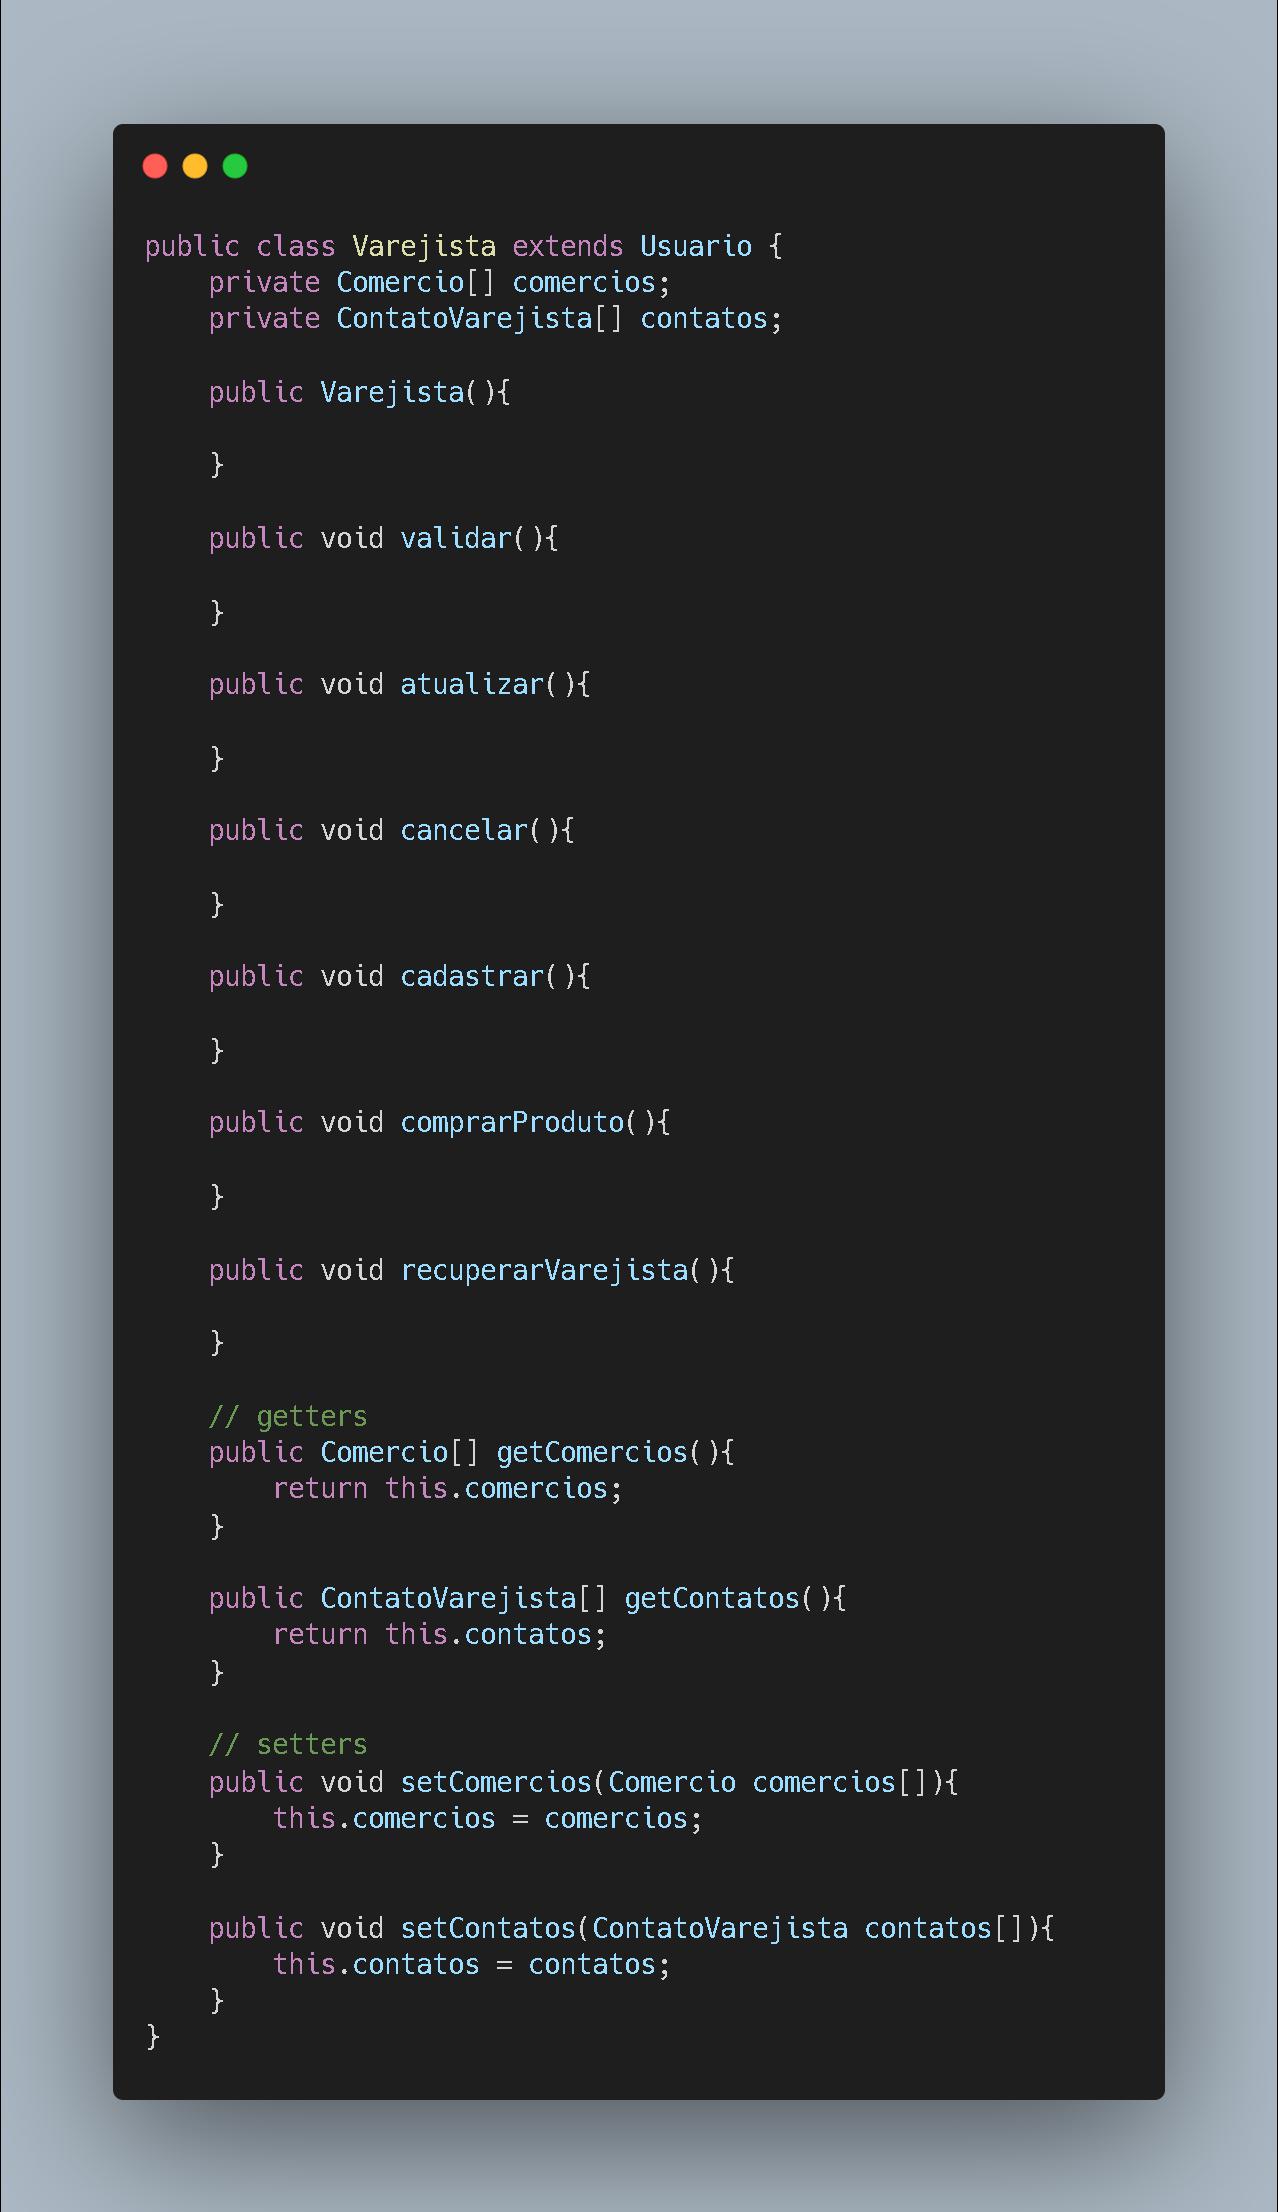 public class Varejista extends Usuario {
    private Comercio[] comercios;
    private ContatoVarejista[] contatos;

    public Varejista(){

    }

    public void validar(){

    }

    public void atualizar(){

    }

    public void cancelar(){

    }

    public void cadastrar(){

    }

    public void comprarProduto(){

    }

    public void recuperarVarejista(){

    }

    // getters
    public Comercio[] getComercios(){
        return this.comercios;
    }

    public ContatoVarejista[] getContatos(){
        return this.contatos;
    }

    // setters
    public void setComercios(Comercio comercios[]){
        this.comercios = comercios;
    }

    public void setContatos(ContatoVarejista contatos[]){
        this.contatos = contatos;
    }
}